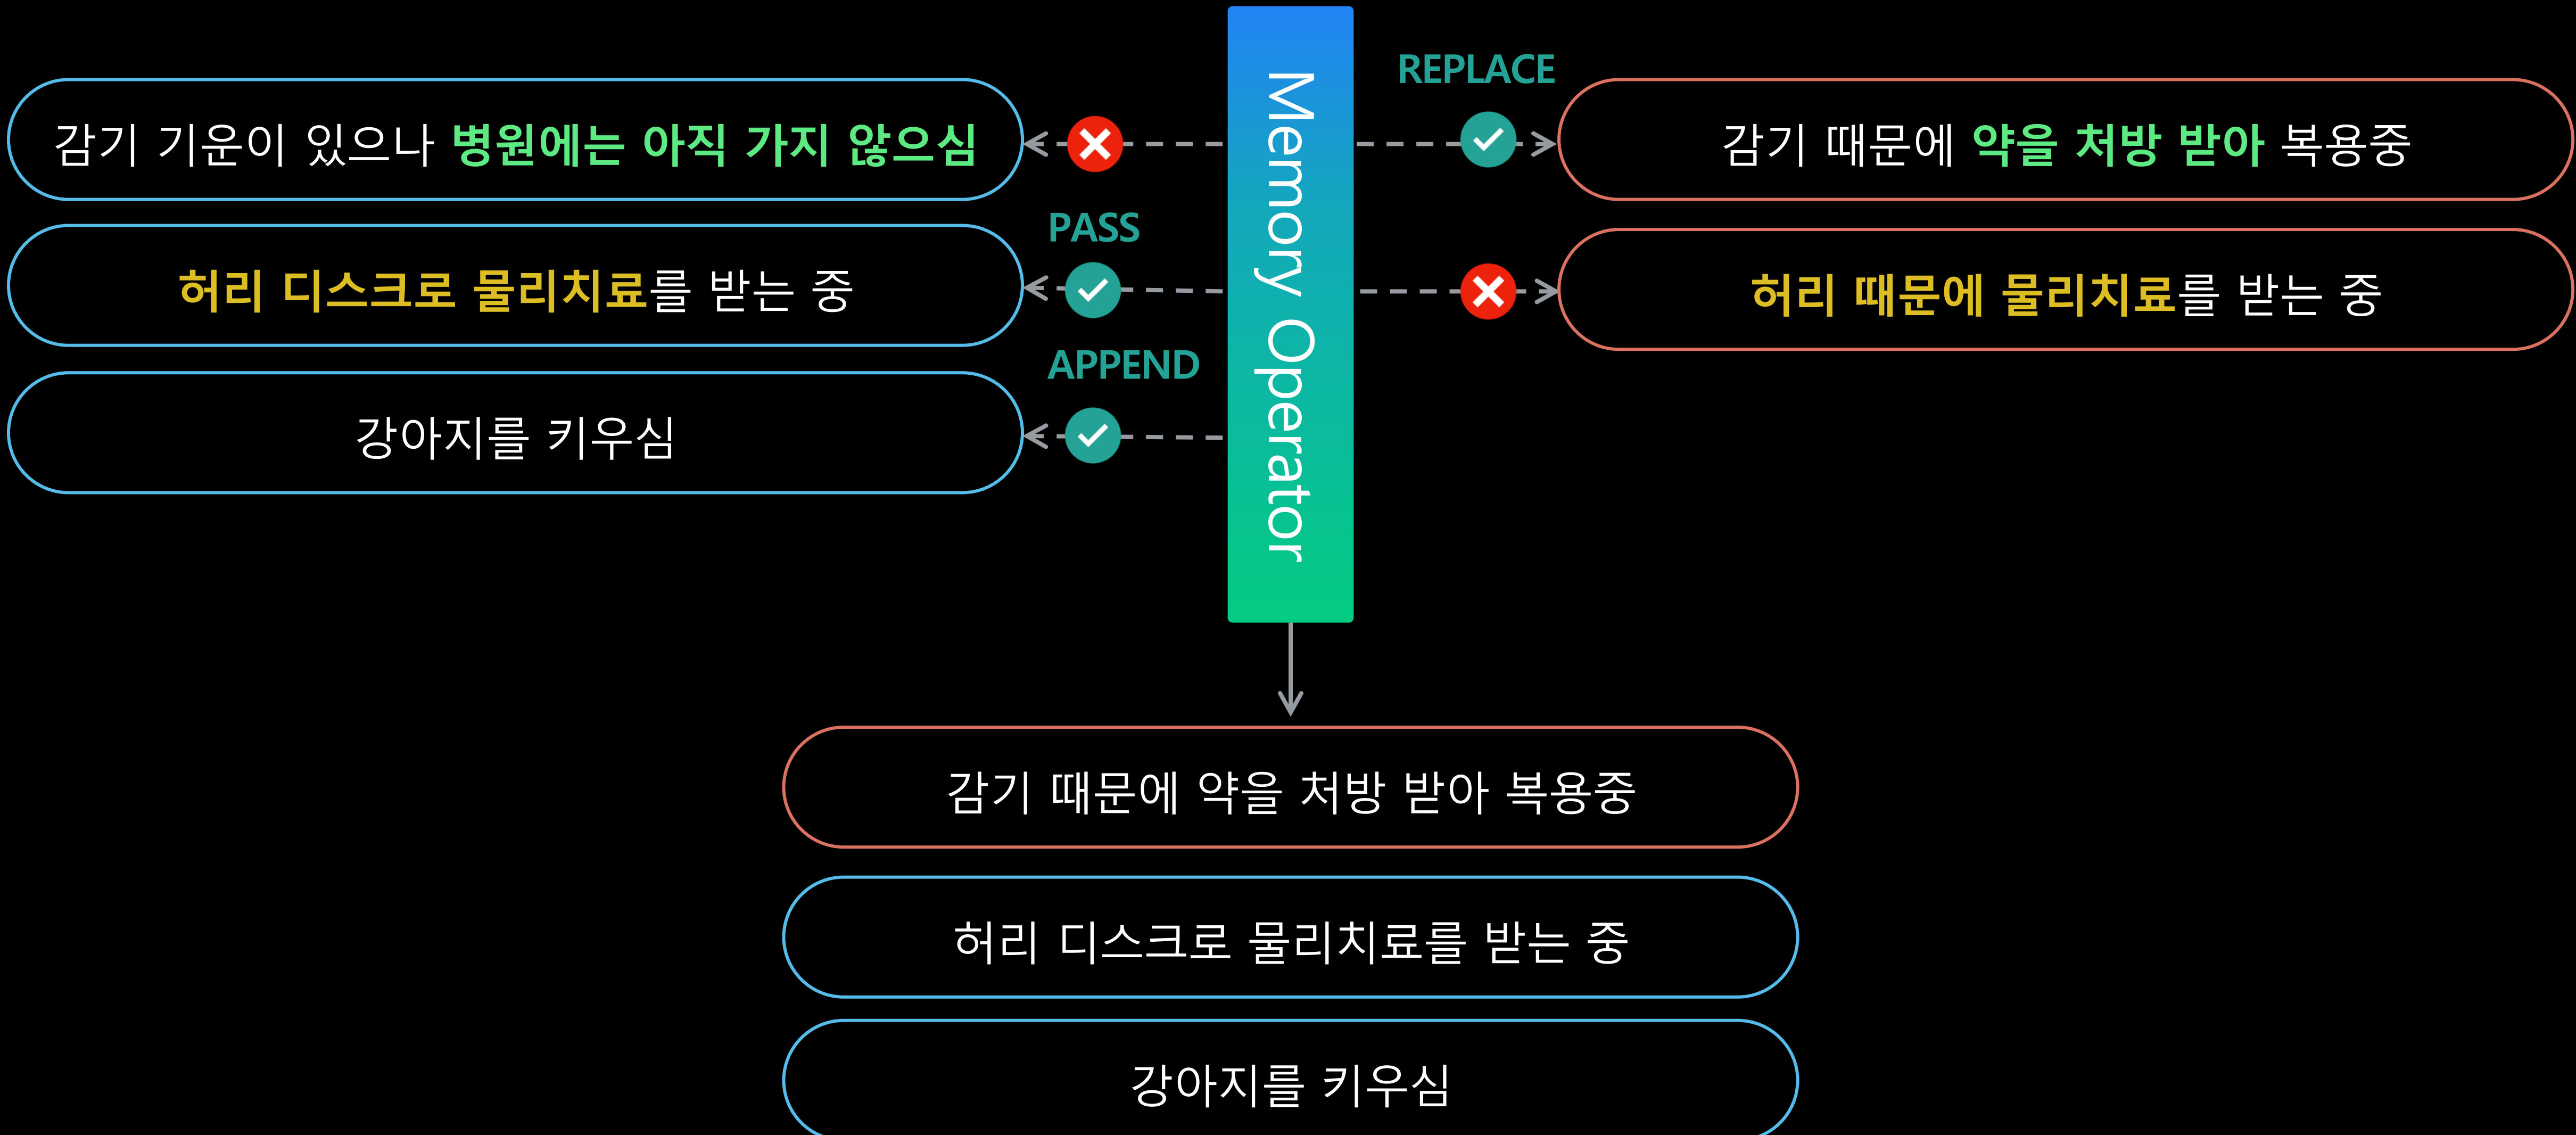 REPLACE
감기 기운이 있으나 병원에는 아직 가지 않으심
감기 때문에 약을 처방 받아 복용중
PASS
허리 디스크로 물리치료를 받는 중
허리 때문에 물리치료를 받는 중
APPEND
강아지를 키우심
Memory Operator
감기 때문에 약을 처방 받아 복용중
허리 디스크로 물리치료를 받는 중
강아지를 키우심